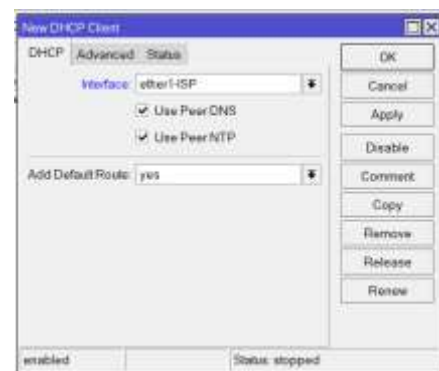 New DHCP Client
DHCP Advanced Status
Interface: ether1-ISP
Use Peer DNS
Use Peer NTP
Add Default Route: yes
OK
Cancel
Apply
Disable
Comment
Copy
Remove
Release
Renew
enabled
Status: stopped